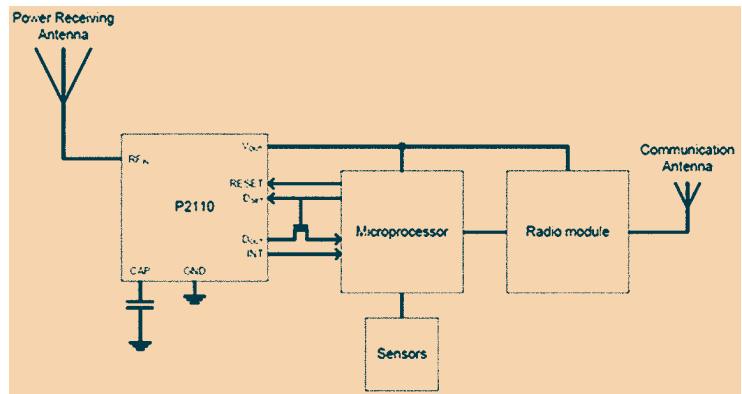 Power Receiving
Antenna
Communication
Antenna
VOUT
RFIN
RESET
DSET
P2110
Microprocessor
Radio module
DOUT
INT
CAP
GND
Sensors